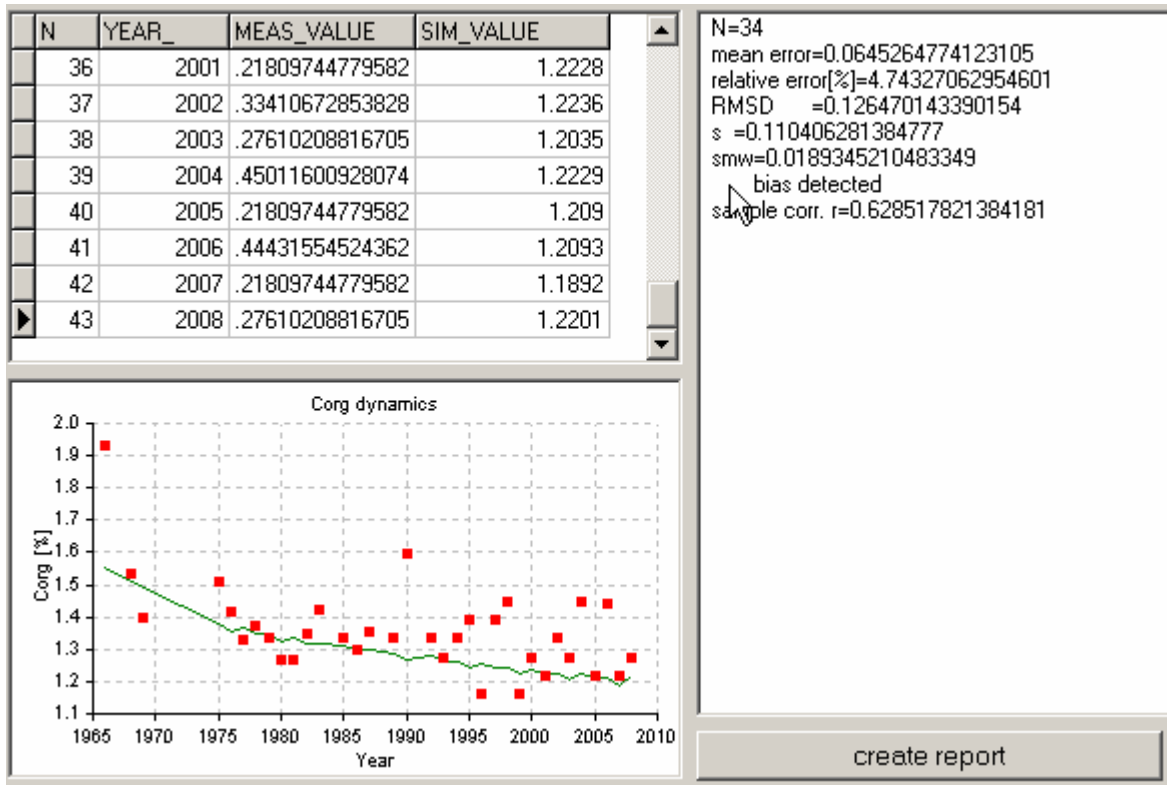 N YEAR_ MEAS_VALUE SIM_VALUE
36 2001 .21809744779582 1.2228
37 2002 .33410672853828 1.2236
38 2003 .27610208816705 1.2035
39 2004 .45011600928074 1.2229
40 2005 .21809744779582 1.209
41 2006 .44431554524362 1.2093
42 2007 .21809744779582 1.1892
43 2008 .27610208816705 1.2201
N=34
mean error=0.0645264774123105
relative error[%]=4.74327062954601
RMSD =0.126470143390154
s =0.110406281384777
smw=0.0189345210483349
bias detected
sample corr. r=0.628517821384181
Corg dynamics
Corg [%]
2.0
1.9
1.8
1.7
1.6
1.5
1.4
1.3
1.2
1.1
1965 1970 1975 1980 1985 1990 1995 2000 2005 2010
Year
create report